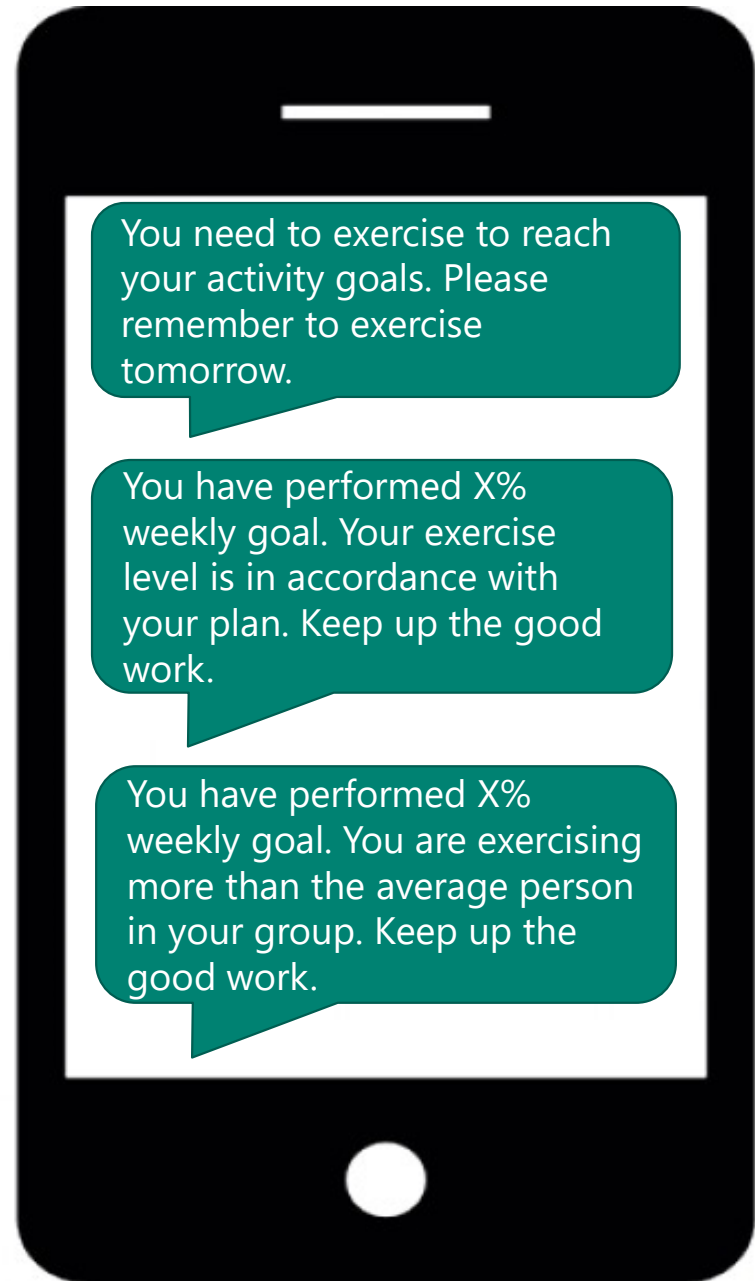 You need to exercise to reach
your activity goals. Please
remember to exercise
tomorrow.
You have performed X%
weekly goal. Your exercise
level is in accordance with
your plan. Keep up the good
work.
You have performed X%
weekly goal. You are exercising
more than the average person
in your group. Keep up the
good work.